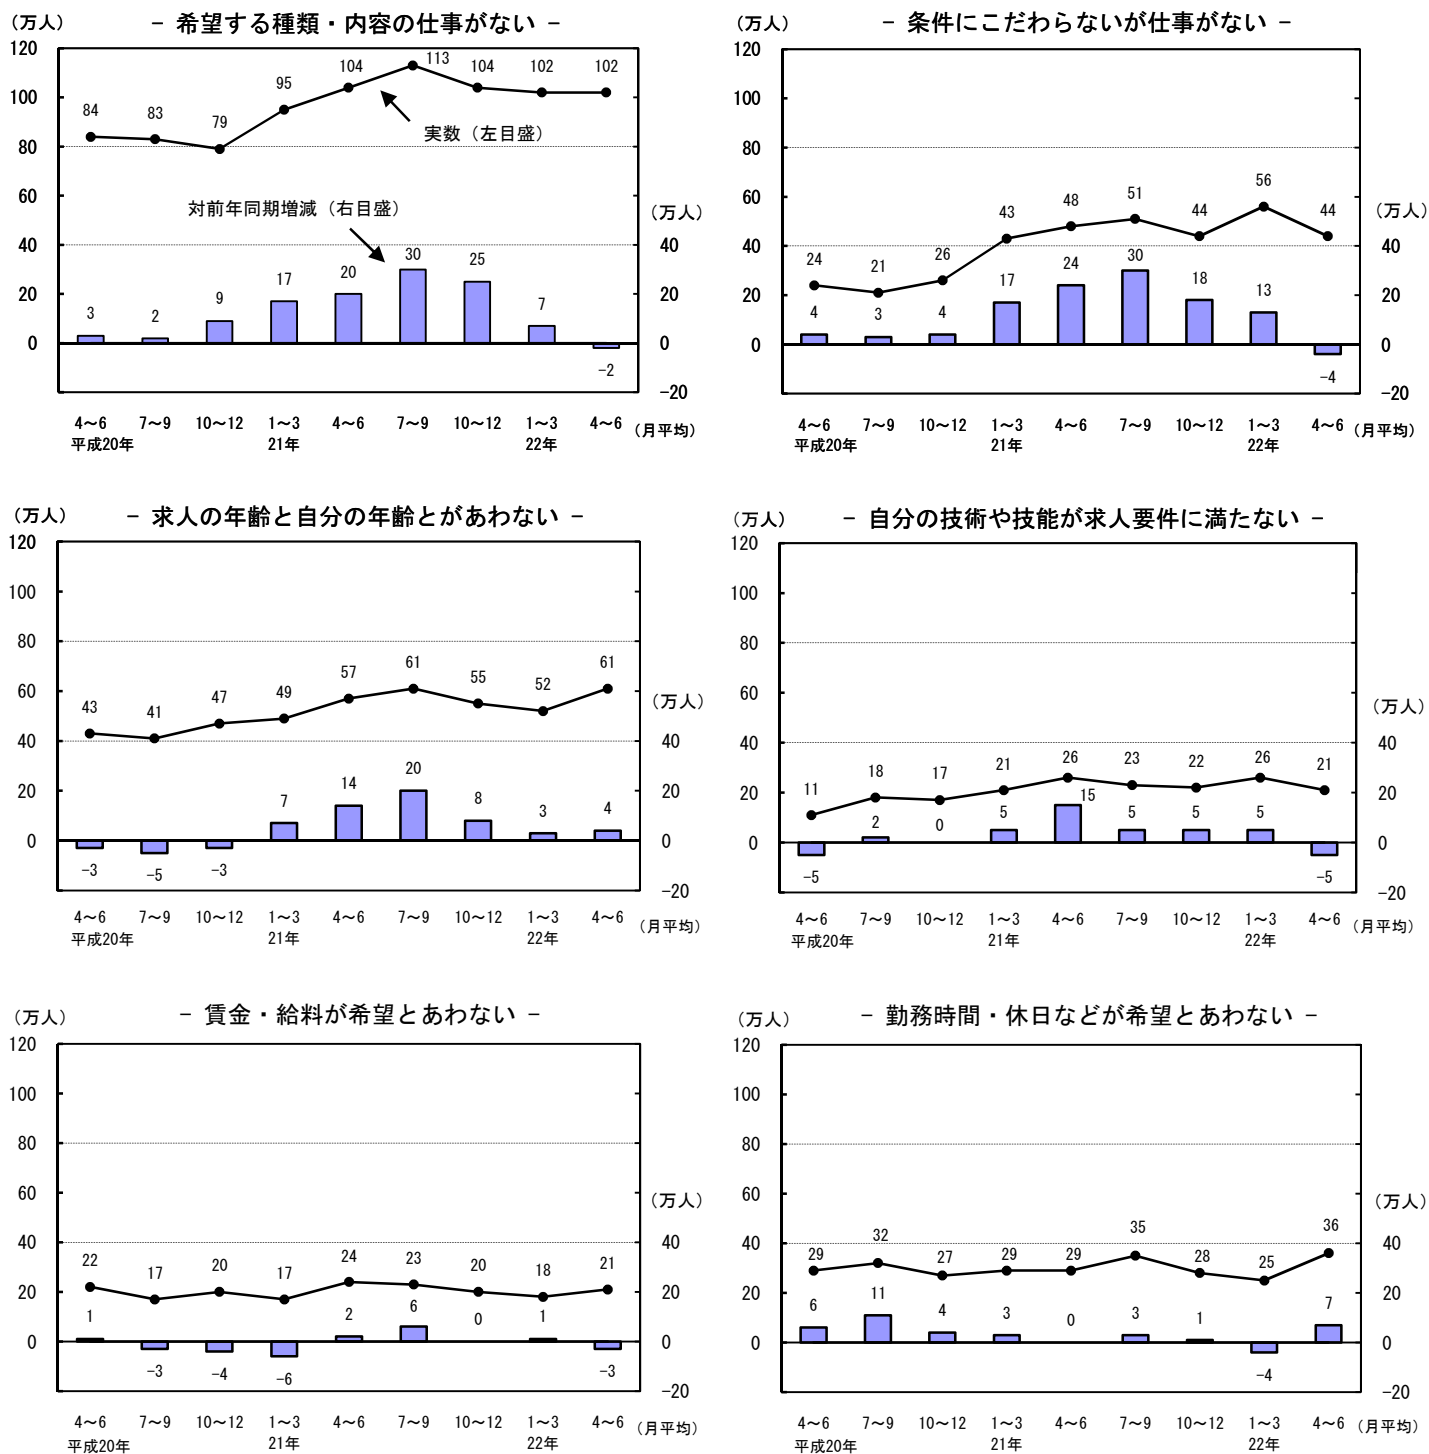 （万人）
－ 希望する種類・内容の仕事がない －
120
100
80
60
40
20
0
84 83 79 95 104 113 104 102 102
実数（左目盛）
対前年同期増減（右目盛）
3 2 9 17 20 30 25 7 −2
（万人）
40
20
0
−20
4～6 7～9 10～12 1～3 4～6 7～9 10～12 1～3 4～6 （月平均）
平成20年 21年 22年
（万人）
－ 条件にこだわらないが仕事がない －
120
100
80
60
40
20
0
24 21 26 43 48 51 44 56 44
4 3 4 17 24 30 18 13 −4
（万人）
40
20
0
−20
4～6 7～9 10～12 1～3 4～6 7～9 10～12 1～3 4～6 （月平均）
平成20年 21年 22年
（万人）
－ 求人の年齢と自分の年齢とがあわない －
120
100
80
60
40
20
0
43 41 47 49 57 61 55 52 61
−3 −5 −3 7 14 20 8 3 4
（万人）
40
20
0
−20
4～6 7～9 10～12 1～3 4～6 7～9 10～12 1～3 4～6 （月平均）
平成20年 21年 22年
（万人）
－ 自分の技術や技能が求人要件に満たない －
120
100
80
60
40
20
0
11 18 17 21 26 23 22 26 21
−5 2 0 5 15 5 5 5 −5
（万人）
40
20
0
−20
4～6 7～9 10～12 1～3 4～6 7～9 10～12 1～3 4～6 （月平均）
平成20年 21年 22年
（万人）
－ 賃金・給料が希望とあわない －
120
100
80
60
40
20
0
22 17 20 17 24 23 20 18 21
1 −3 −4 −6 2 6 0 1 −3
（万人）
40
20
0
−20
4～6 7～9 10～12 1～3 4～6 7～9 10～12 1～3 4～6 （月平均）
平成20年 21年 22年
（万人）
－ 勤務時間・休日などが希望とあわない －
120
100
80
60
40
20
0
29 32 27 29 29 35 28 25 36
6 11 4 3 0 3 1 −4 7
（万人）
40
20
0
−20
4～6 7～9 10～12 1～3 4～6 7～9 10～12 1～3 4～6 （月平均）
平成20年 21年 22年